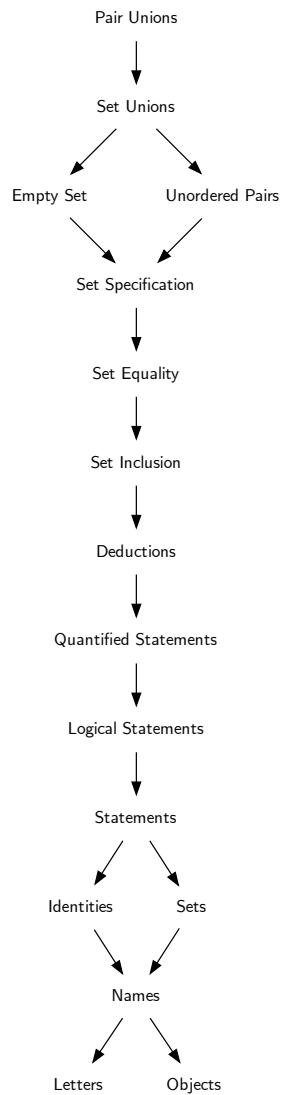 Pair Unions
Set Unions
Empty Set
Unordered Pairs
Set Specification
Set Equality
Set Inclusion
Deductions
Quantified Statements
Logical Statements
Statements
Identities
Sets
Names
Letters
Objects